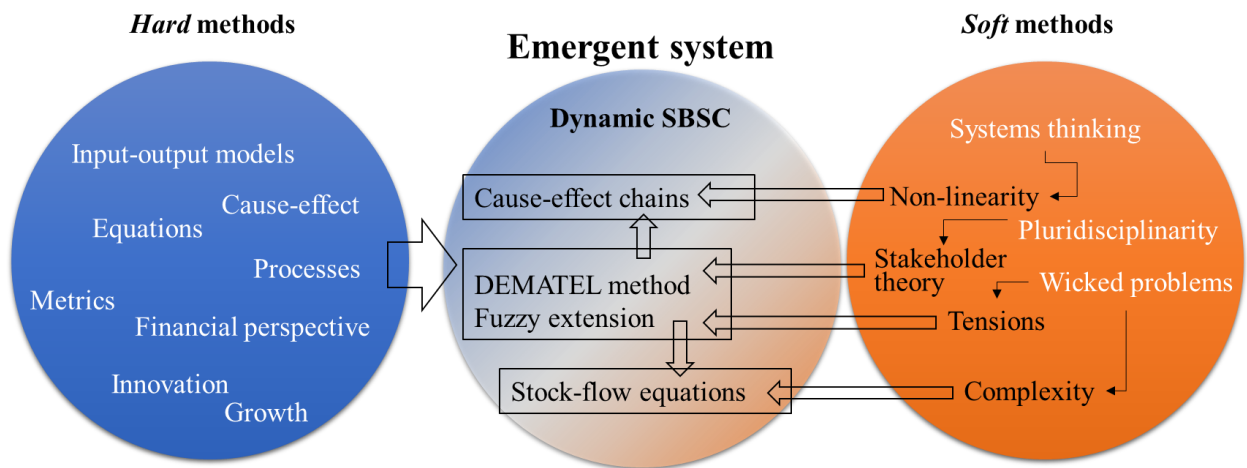 Hard methods
Input-output models
Cause-effect
Equations
Processes
Metrics
Financial perspective
Innovation
Growth
Emergent system
Dynamic SBSC
Cause-effect chains
DEMATEL method
Fuzzy extension
Stock-flow equations
Soft methods
Systems thinking
Non-linearity
Pluridisciplinarity
Stakeholder
theory
Wicked problems
Tensions
Complexity